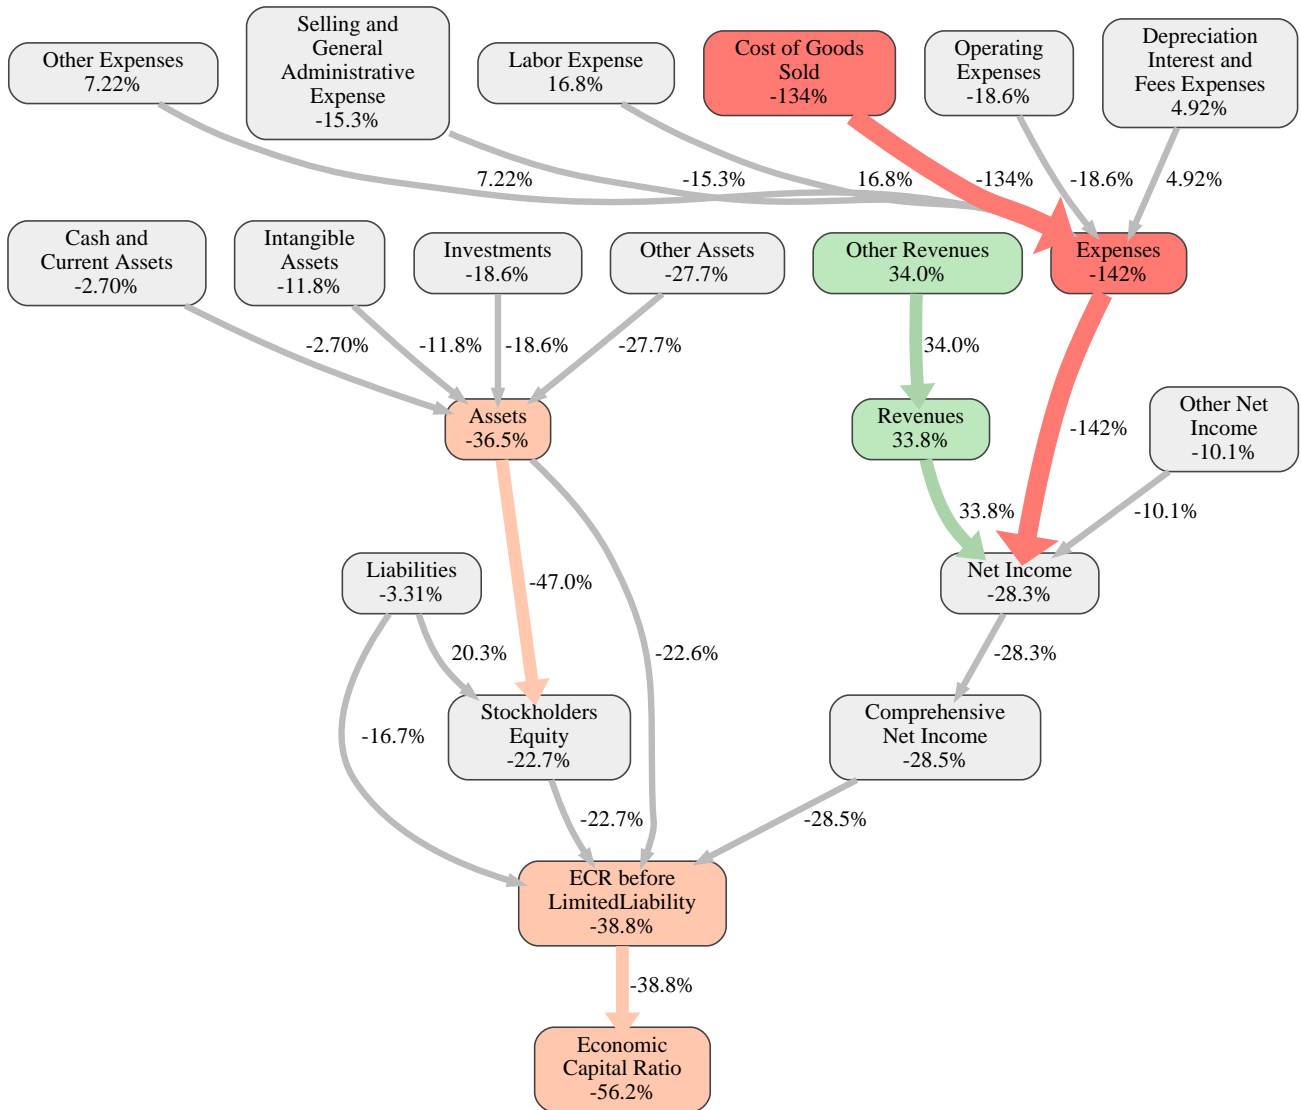 Other Expenses
7.22%
Selling and
General
Administrative
Expense
-15.3%
Labor Expense
16.8%
Cost of Goods
Sold
-134%
Operating
Expenses
-18.6%
Depreciation
Interest and
Fees Expenses
4.92%
7.22%
-15.3%
16.8%
-134%
-18.6%
4.92%
Cash and
Current Assets
-2.70%
Intangible
Assets
-11.8%
Investments
-18.6%
Other Assets
-27.7%
Other Revenues
34.0%
Expenses
-142%
-2.70%
-11.8%
-18.6%
-27.7%
34.0%
Assets
-36.5%
Revenues
33.8%
-142%
Other Net
Income
-10.1%
33.8%
-10.1%
Liabilities
-3.31%
-47.0%
Net Income
-28.3%
20.3%
-22.6%
-28.3%
-16.7%
Stockholders
Equity
-22.7%
Comprehensive
Net Income
-28.5%
-22.7%
-28.5%
ECR before
LimitedLiability
-38.8%
-38.8%
Economic
Capital Ratio
-56.2%